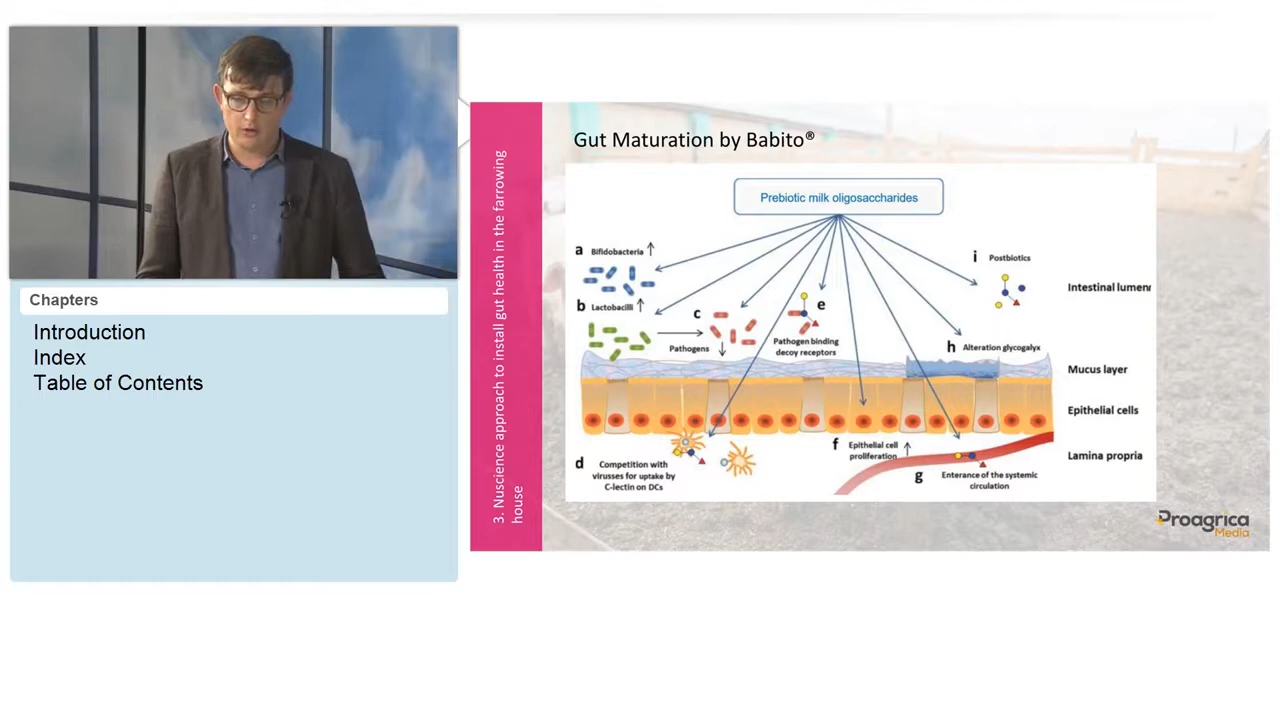 Chapters
Introduction
Index
Table of Contents
3. Nuscience approach to install gut health in the farrowing
house
Gut Maturation by Babito®
Prebiotic milk oligosaccharides
a Bifidobacteria ↑
b Lactobacilli ↑
c
Pathogens ↓
e
Pathogen binding
decoy receptors
i Postbiotics
h Alteration glycogalyx
Intestinal lumenn
Mucus layer
Epithelial cells
Lamina propria
d Competition with
virusses for uptake by
C-lectin on DCs
f Epithelial cell
proliferation ↑
g Enterance of the systemic
circulation
Proagrica
Media